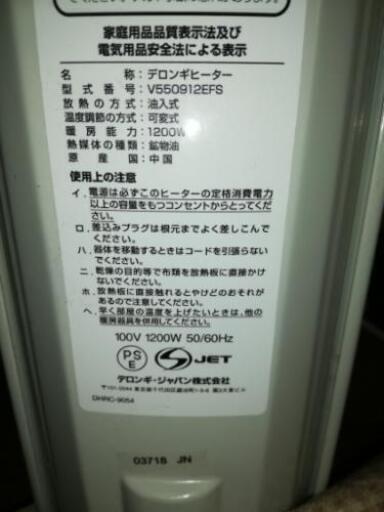 家庭用品品質表示法及び
電気用品安全法による表示
名称:デロンギヒーター
型式番号:V550912EFS
放熱の方式:油入式
温度調節の方式:可変式
暖房能力:1200W
熱媒体の種類:鉱物油
原産国:中国
使用上の注意
イ.電源は必ずこのヒーターの定格消費電力
以上の容量をもつコンセントからとってください。
ロ.差込みプラグは根元までよく差しこんで
ください。
ハ.器体を移動するときはコードを引張らない
でください。
ニ.乾燥の目的等で布類を放熱板に直接かけ
ないでください。
ホ.放熱板に直接触れるとやけどのおそれが
あるので注意してください。
ヘ.早く部屋の温度を上げたいときは、他の
暖房器具を併用してください。
100V 1200W 50/60Hz
PS
E
JET
デロンギ・ジャパン株式会社
DHRC-9054
03718 JN